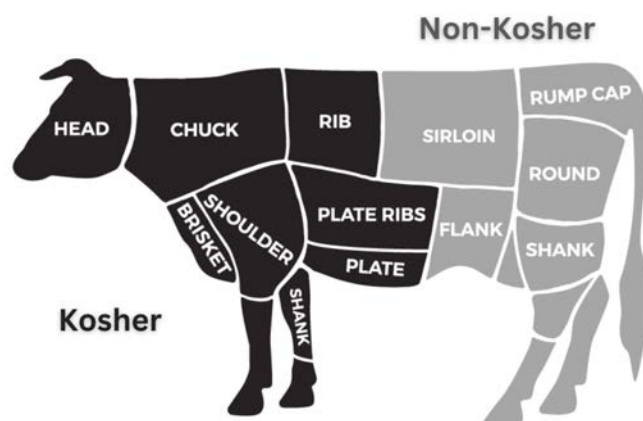 Non-Kosher
HEAD
CHUCK
RIB
SIRLOIN
RUMP CAP
ROUND
BRISKET
SHOULDER
PLATE RIBS
FLANK
SHANK
PLATE
SHANK
Kosher